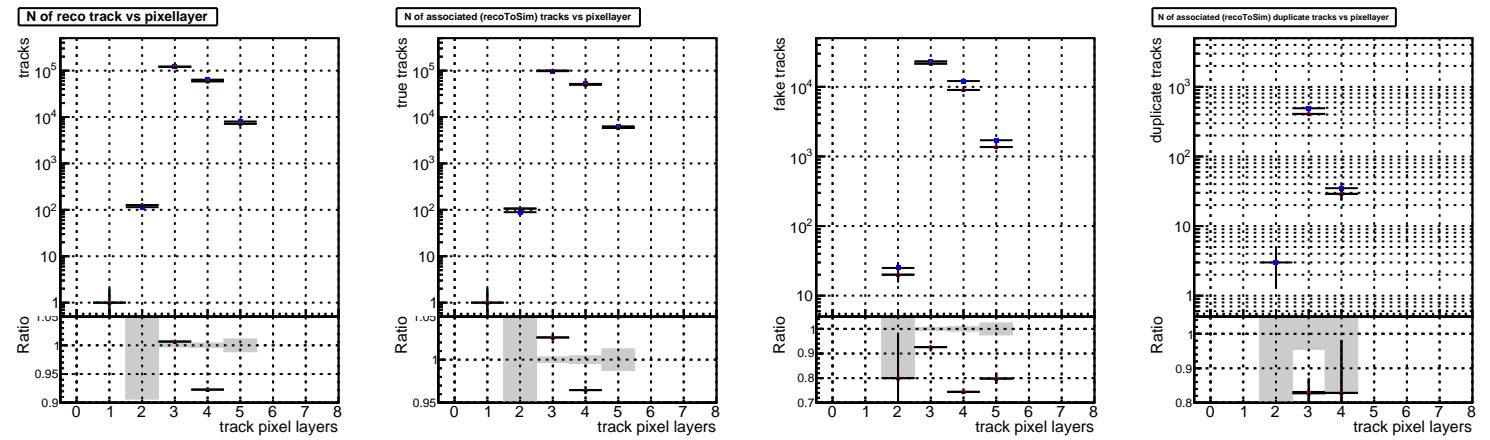 N of reco track vs pixellayer
tracks
10^5
10^4
10^3
10^2
10
1
Ratio
1.05
1
0.95
0.9
0 1 2 3 4 5 6 7 8
track pixel layers
N of associated (recoToSim) tracks vs pixellayer
true tracks
10^5
10^4
10^3
10^2
10
1
Ratio
1.05
1
0.95
0 1 2 3 4 5 6 7 8
track pixel layers
fake tracks
10^4
10^3
10^2
10
Ratio
1
0.9
0.8
0.7
0 1 2 3 4 5 6 7 8
track pixel layers
N of associated (recoToSim) duplicate tracks vs pixellayer
duplicate tracks
10^3
10^2
10
1
Ratio
1
0.9
0.8
0 1 2 3 4 5 6 7 8
track pixel layers